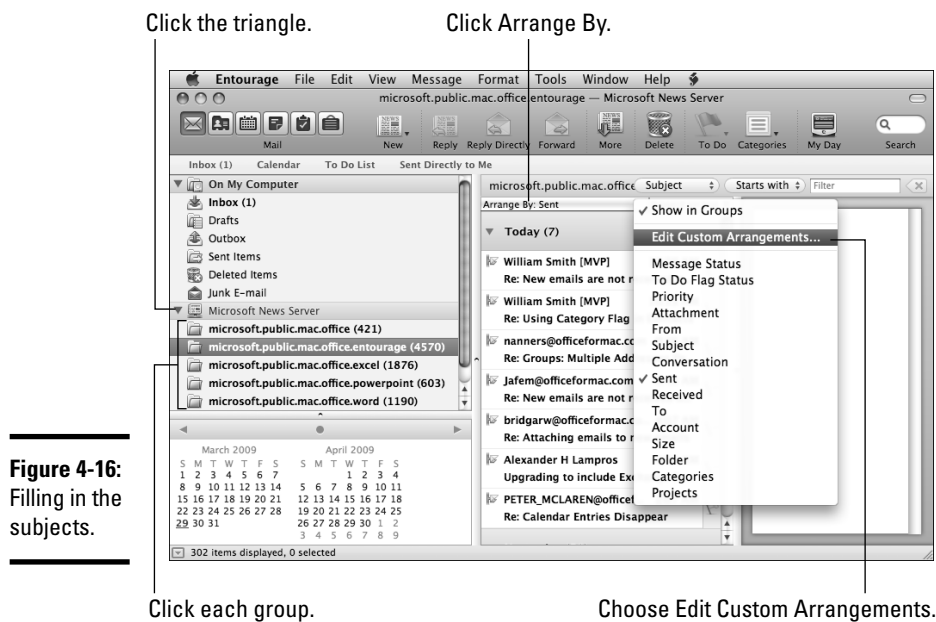 Click the triangle.
Click Arrange By.
Entourage File Edit View Message Format Tools Window Help
microsoft.public.mac.office.entourage — Microsoft News Server
Mail New Reply Reply Directly Forward More Delete To Do Categories My Day Search
Inbox (1) Calendar To Do List Sent Directly to Me
On My Computer
Inbox (1)
Drafts
Outbox
Sent Items
Deleted Items
Junk E-mail
Microsoft News Server
microsoft.public.mac.office (421)
microsoft.public.mac.office.entourage (4570)
microsoft.public.mac.office.excel (1876)
microsoft.public.mac.office.powerpoint (603)
microsoft.public.mac.office.word (1190)
March 2009
S M T W T F S
1 2 3 4 5 6 7
8 9 10 11 12 13 14
15 16 17 18 19 20 21
22 23 24 25 26 27 28
29 30 31
April 2009
S M T W T F S
1 2 3 4
5 6 7 8 9 10 11
12 13 14 15 16 17 18
19 20 21 22 23 24 25
26 27 28 29 30 1 2
3 4 5 6 7 8 9
302 items displayed, 0 selected
microsoft.public.mac.office Subject Starts with Filter
Arrange By: Sent
Today (7)
William Smith [MVP]
Re: New emails are not r
William Smith [MVP]
Re: Using Category Flag
nanners@officeformac.co
Re: Groups: Multiple Add
Jafem@officeformac.com
Re: New emails are not r
bridgarw@officeformac.c
Re: Attaching emails to r
Alexander H Lampros
Upgrading to include Ex
PETER_MCLAREN@officef
Re: Calendar Entries Disappear
✓ Show in Groups
Edit Custom Arrangements...
Message Status
To Do Flag Status
Priority
Attachment
From
Subject
Conversation
✓ Sent
Received
To
Account
Size
Folder
Categories
Projects
Figure 4-16:
Filling in the
subjects.
Click each group.
Choose Edit Custom Arrangements.